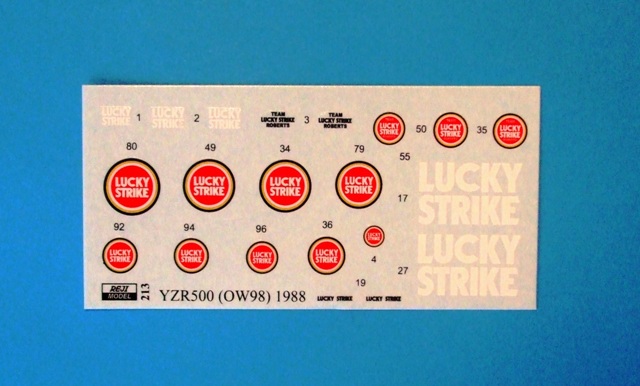 LUCKY
STRIKE
1
LUCKY
STRIKE
2
LUCKY
STRIKE
TEAM
LUCKY STRIKE
ROBERTS
3
TEAM
LUCKY STRIKE
ROBERTS
LUCKY
STRIKE
50
LUCKY
STRIKE
35
LUCKY
STRIKE
80
49
34
79
55
LUCKY
STRIKE
LUCKY
STRIKE
LUCKY
STRIKE
LUCKY
STRIKE
17
LUCKY
STRIKE
92
94
96
36
LUCKY
STRIKE
LUCKY
STRIKE
LUCKY
STRIKE
LUCKY
STRIKE
LUCKY
STRIKE
4
27
LUCKY
STRIKE
19
REJI
MODEL
213
YZR500 (OW98) 1988
LUCKY STRIKE
LUCKY STRIKE